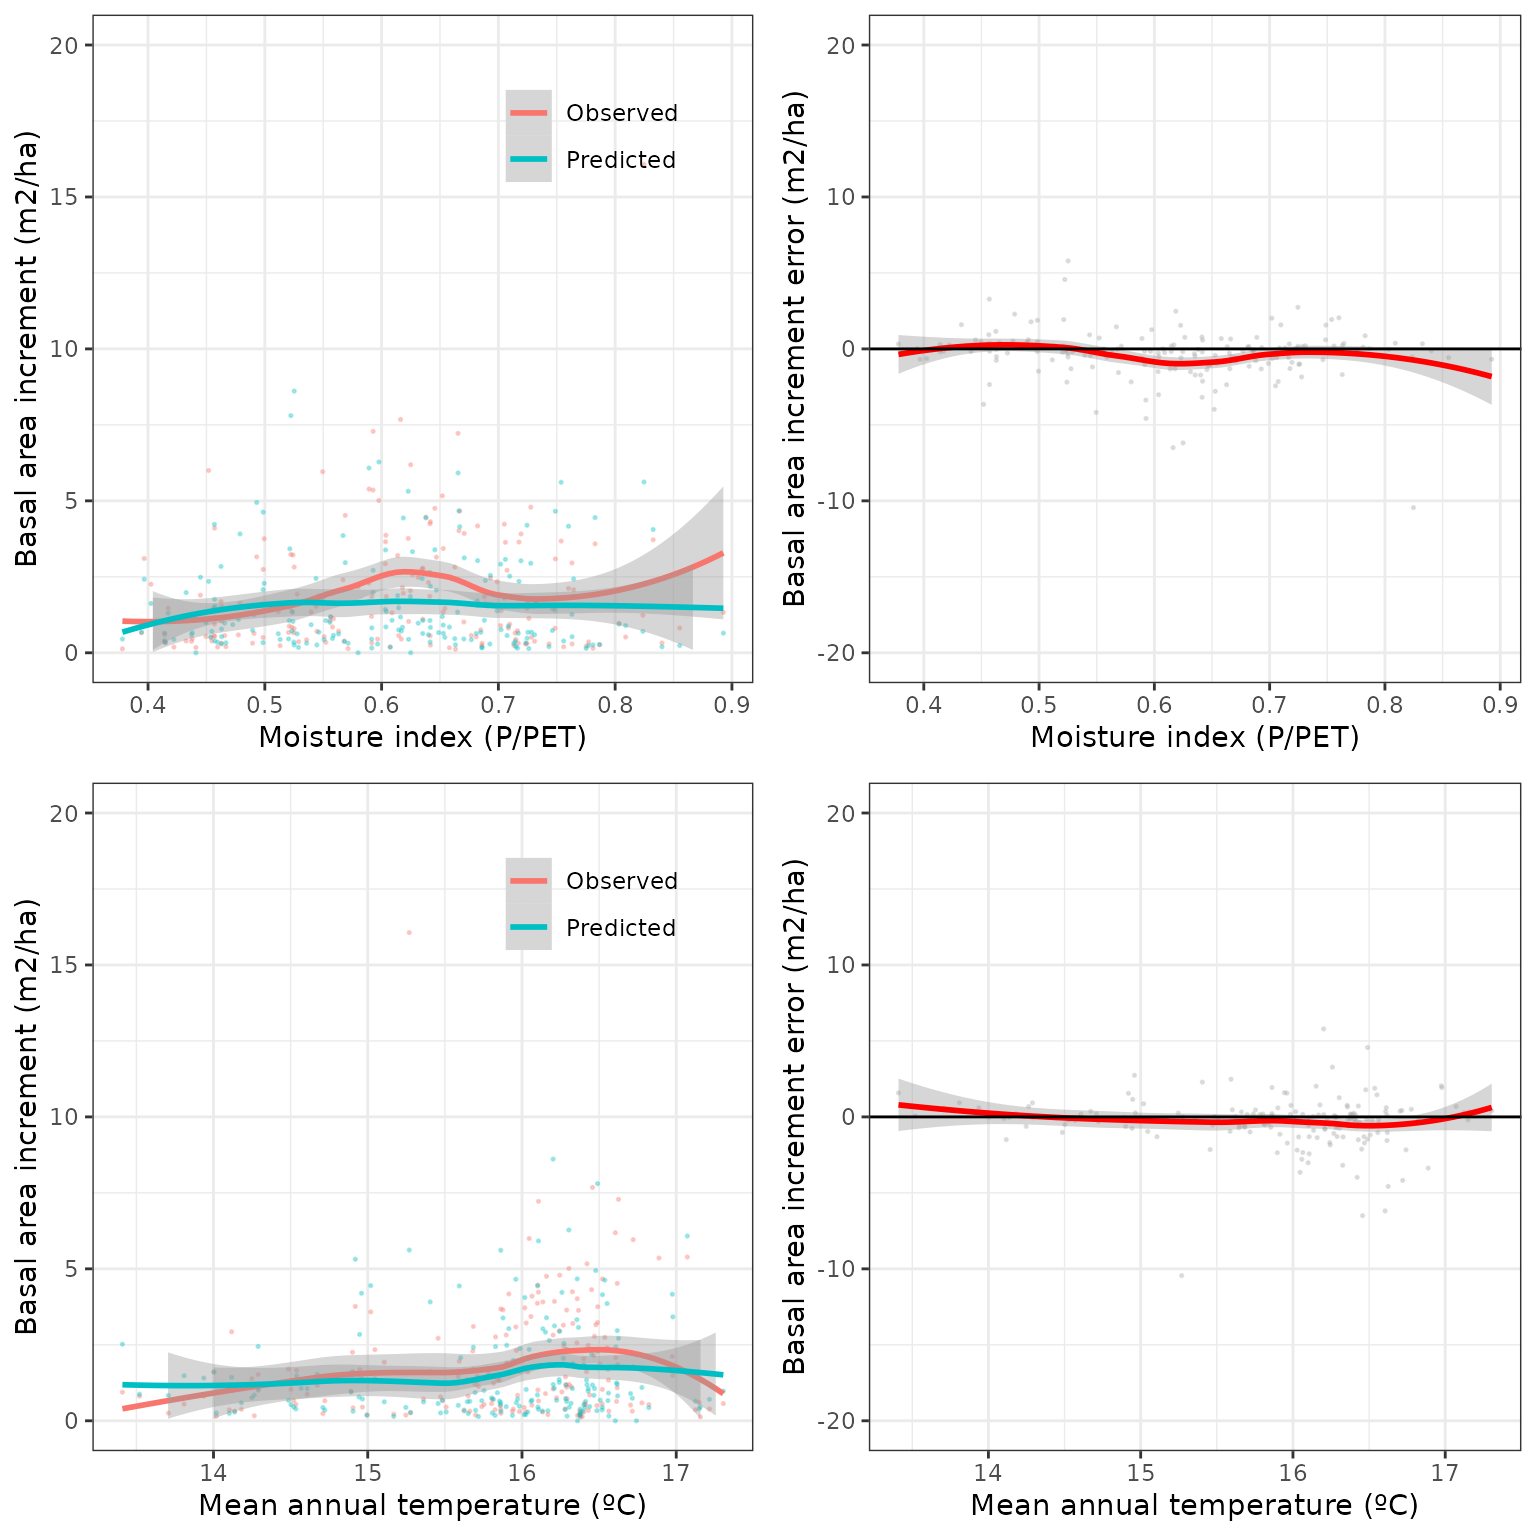 20
15
10
5
0
Basal area increment (m2/ha)
Observed
Predicted
0.4 0.5 0.6 0.7 0.8 0.9
Moisture index (P/PET)
20
10
0
-10
-20
Basal area increment error (m2/ha)
0.4 0.5 0.6 0.7 0.8 0.9
Moisture index (P/PET)
20
15
10
5
0
Basal area increment (m2/ha)
Observed
Predicted
14 15 16 17
Mean annual temperature (ºC)
20
10
0
-10
-20
Basal area increment error (m2/ha)
14 15 16 17
Mean annual temperature (ºC)